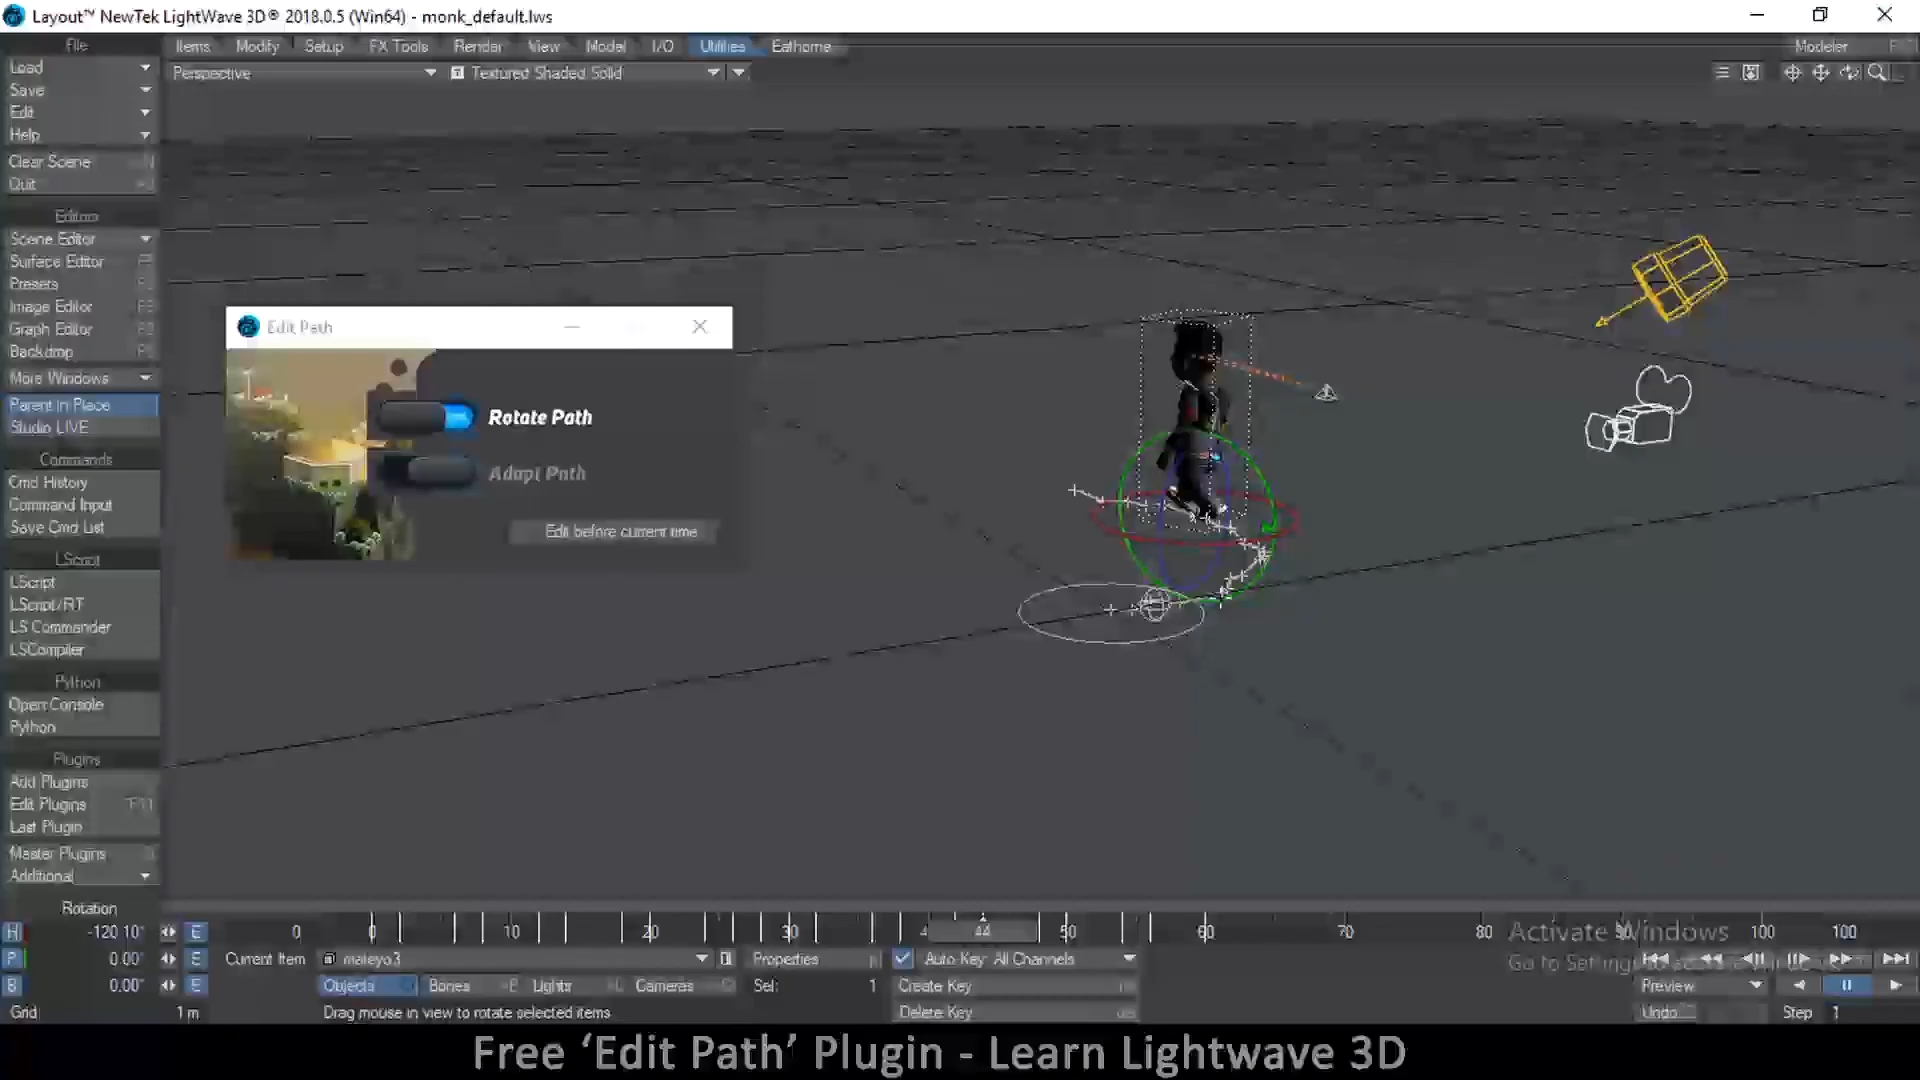 Layout™ NewTek LightWave 3D® 2018.0.5 (Win64) - monk_default.lws
File
Items Modify Setup FX Tools Render View Model I/O Utilities Eathome Modeler
Load
Perspective Textured Shaded Solid
Save
Edit
Help
Clear Scene
Quit
Editors
Scene Editor
Surface Editor
Presets
Image Editor
Graph Editor
Backdrop
More Windows
Parent in Place
Studio LIVE
Commands
Cmd History
Command Input
Save Cmd List
LScript
LScript
LScript/RT
LS Commander
LSCompiler
Python
Open Console
Python
Plugins
Add Plugins
Edit Plugins
Last Plugin
Master Plugins
Additional
Edit Path
Rotate Path
Adapt Path
Edit before current time
Rotation
H -120.10° E
0 0 10 20 30 44 50 60 70 80 90 100 100
P 0.00° E
Current Item maleyo3 Properties Auto Key: All Channels
B 0.00° E
Objects Bones Lights Cameras Sel: 1 Create Key
Grid 1 m Drag mouse in view to rotate selected items Delete Key
Activate Windows
Preview
Undo Step 1
Free ‘Edit Path’ Plugin - Learn Lightwave 3D